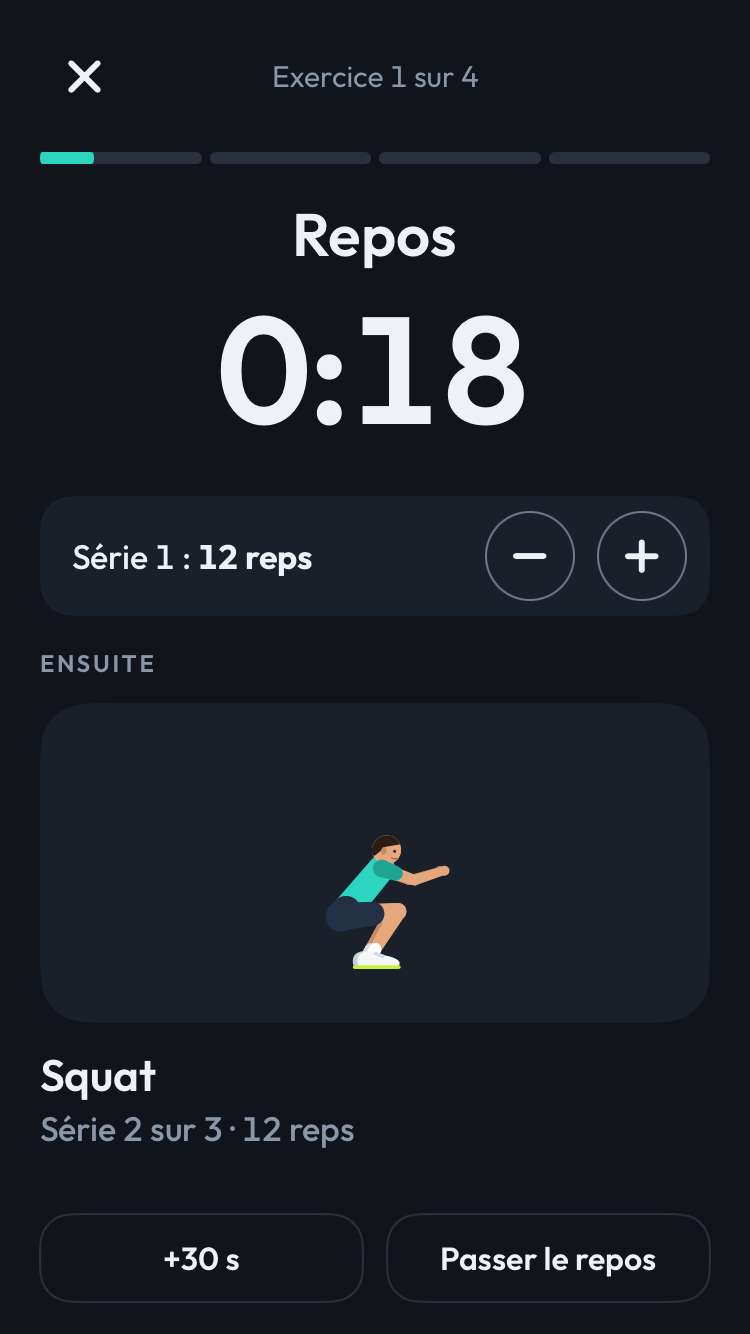 Exercice 1 sur 4
Repos
0:18
Série 1 : 12 reps
ENSUITE
Squat
Série 2 sur 3 · 12 reps
+30 s
Passer le repos